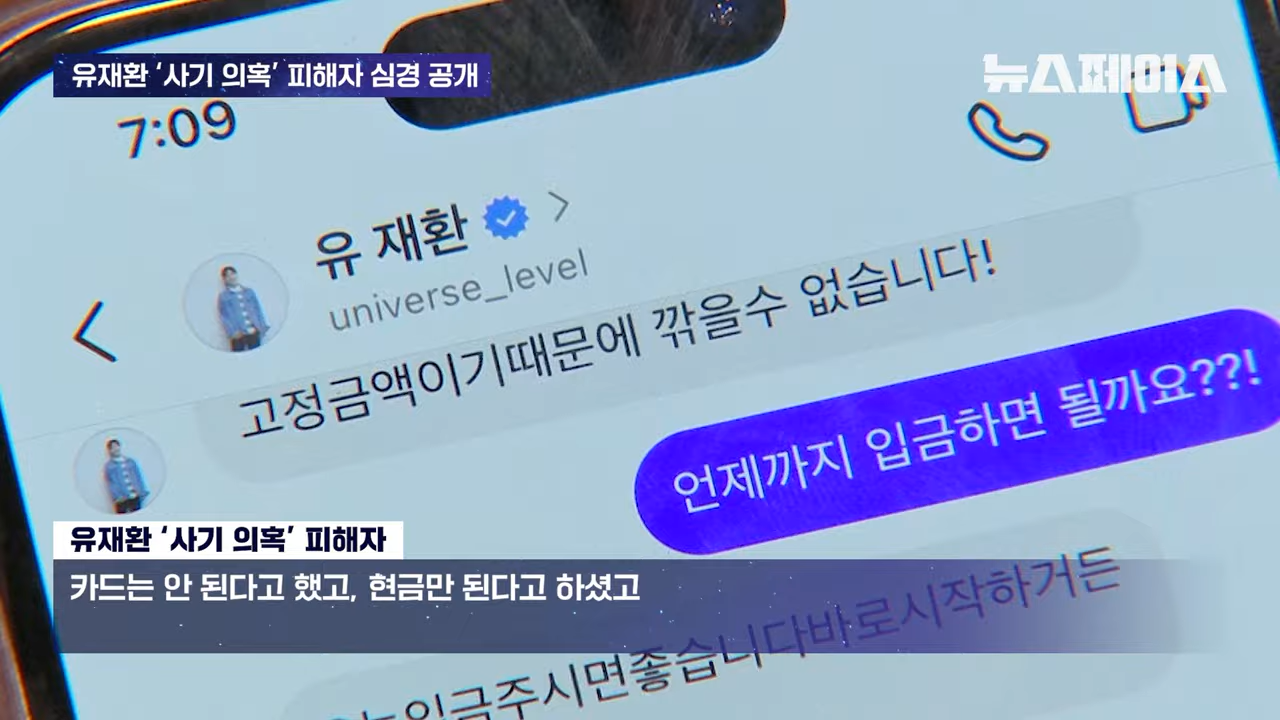 유재환 ‘사기 의혹’ 피해자 심경 공개
뉴스페이스
7:09
유 재환
universe_level
고정금액이기때문에 깎을수 없습니다!
언제까지 입금하면 될까요??!
유재환 ‘사기 의혹’ 피해자
카드는 안 된다고 했고, 현금만 된다고 하셨고
입금주시면좋습니다바로시작하거든